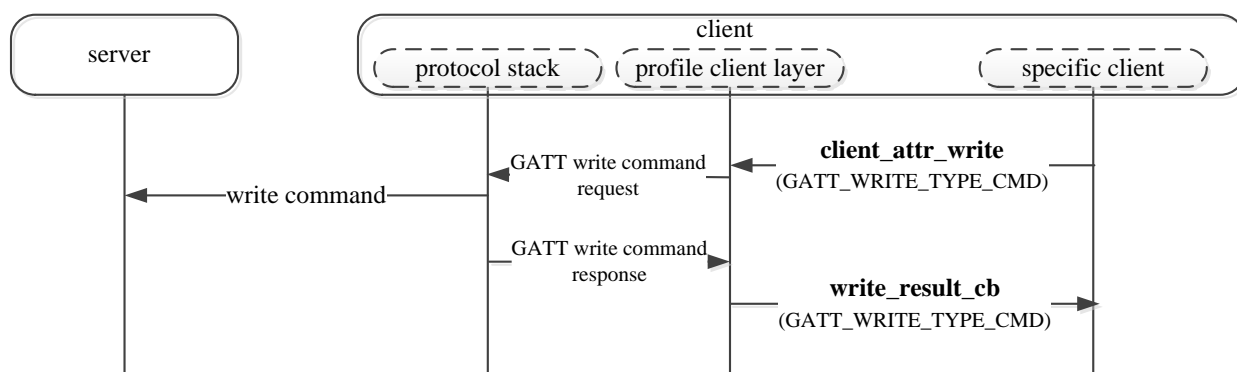 client
server
protocol stack
profile client layer
specific client
client_attr_write
(GATT_WRITE_TYPE_CMD)
GATT write command
request
write command
GATT write command
response
write_result_cb
(GATT_WRITE_TYPE_CMD)